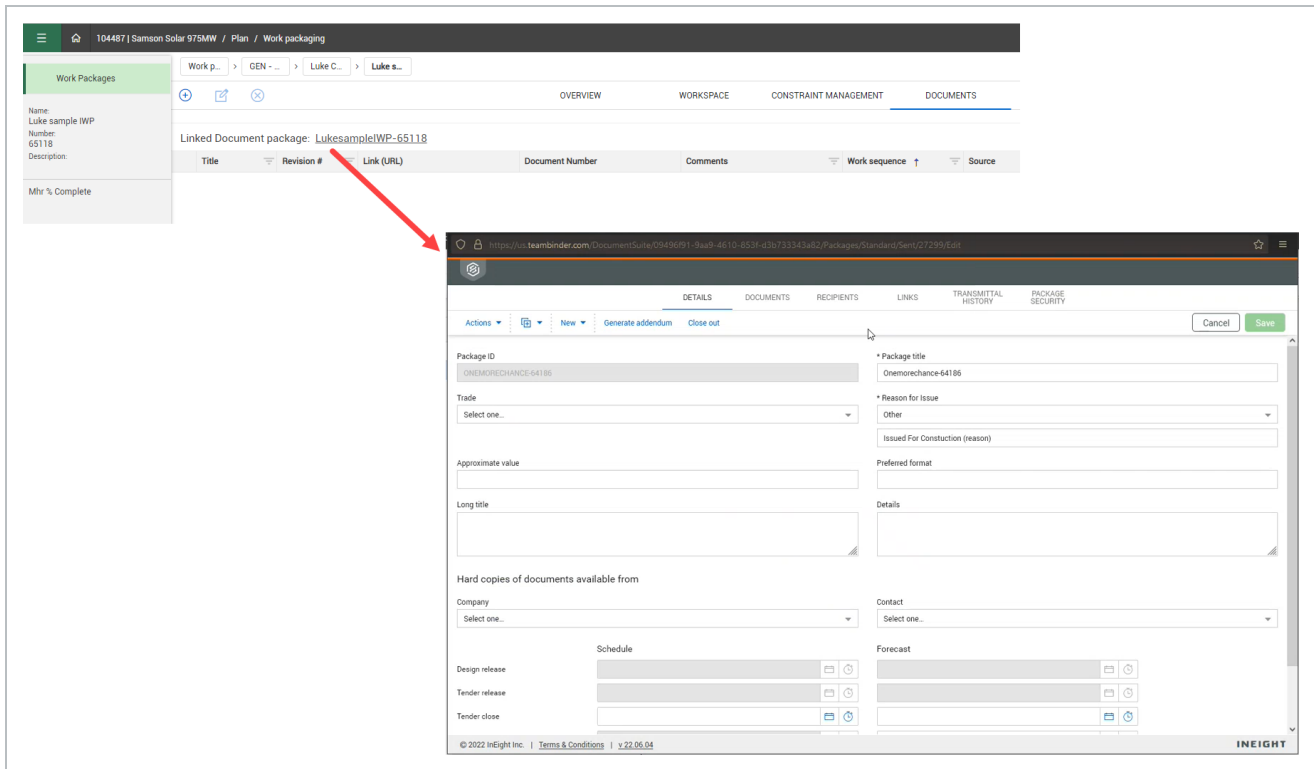 104487 | Samson Solar 975MW / Plan / Work packaging
Work Packages
Work p... > GEN - ... > Luke C... > Luke s...
OVERVIEW WORKSPACE CONSTRAINT MANAGEMENT DOCUMENTS
Name:
Luke sample IWP
Number:
65118
Description:
Mhr % Complete
Linked Document package: LukesampleIWP-65118
Title Revision # Link (URL) Document Number Comments Work sequence ↑ Source
https://us.teambinder.com/DocumentSuite/09496f91-9aa9-4610-853f-d3b733343a82/Packages/Standard/Sent/27299/Edit
DETAILS DOCUMENTS RECIPIENTS LINKS TRANSMITTAL HISTORY PACKAGE SECURITY
Actions New Generate addendum Close out Cancel Save
Package ID * Package title
ONEMORECHANCE-64186 Onemorechance-64186
Trade * Reason for Issue
Select one... Other
Issued For Constuction (reason)
Approximate value Preferred format
Long title Details
Hard copies of documents available from
Company Contact
Select one... Select one...
Schedule Forecast
Design release
Tender release
Tender close
© 2022 InEight Inc. | Terms & Conditions | v 22.06.04 INEIGHT